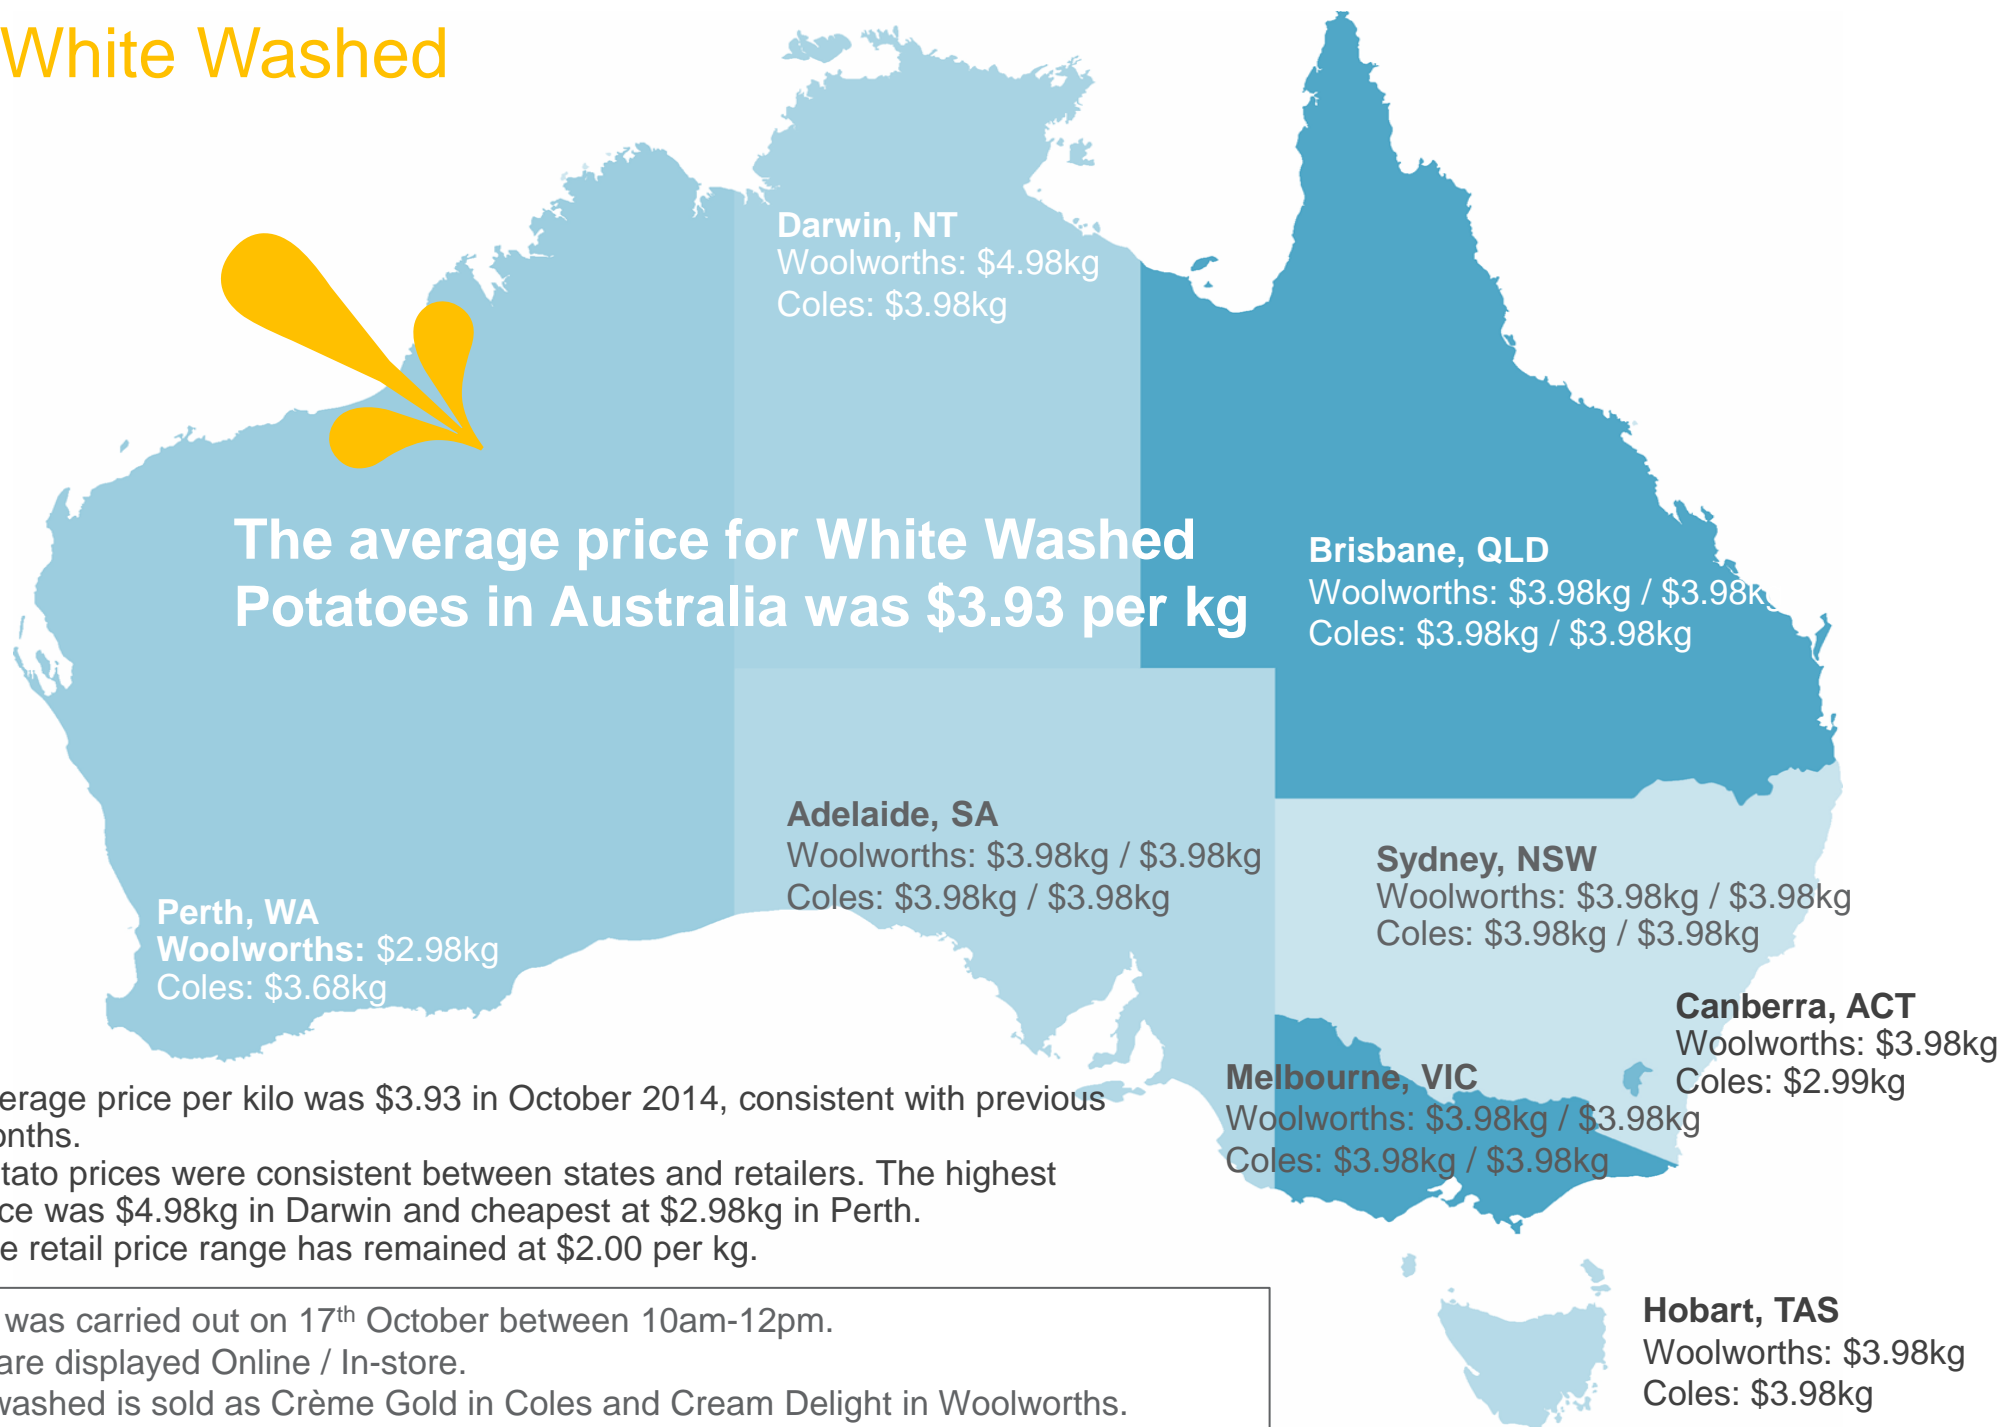 White Washed
Darwin, NT
Woolworths: $4.98kg
Coles: $3.98kg
The average price for White Washed
Potatoes in Australia was $3.93 per kg
Brisbane, QLD
Woolworths: $3.98kg / $3.98kg
Coles: $3.98kg / $3.98kg
Adelaide, SA
Woolworths: $3.98kg / $3.98kg
Coles: $3.98kg / $3.98kg
Sydney, NSW
Woolworths: $3.98kg / $3.98kg
Coles: $3.98kg / $3.98kg
Perth, WA
Woolworths: $2.98kg
Coles: $3.68kg
Canberra, ACT
Woolworths: $3.98kg
Coles: $2.99kg
Melbourne, VIC
Woolworths: $3.98kg / $3.98kg
Coles: $3.98kg / $3.98kg
erage price per kilo was $3.93 in October 2014, consistent with previous
onths.
tato prices were consistent between states and retailers. The highest
ice was $4.98kg in Darwin and cheapest at $2.98kg in Perth.
e retail price range has remained at $2.00 per kg.
was carried out on 17th October between 10am-12pm.
are displayed Online / In-store.
washed is sold as Crème Gold in Coles and Cream Delight in Woolworths.
Hobart, TAS
Woolworths: $3.98kg
Coles: $3.98kg